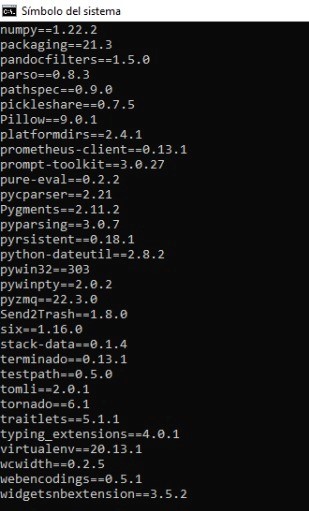 Símbolo del sistema
numpy==1.22.2
packaging==21.3
pandocfilters==1.5.0
parso==0.8.3
pathspec==0.9.0
pickleshare==0.7.5
Pillow==9.0.1
platformdirs==2.4.1
prometheus-client==0.13.1
prompt-toolkit==3.0.27
pure-eval==0.2.2
pycparser==2.21
Pygments==2.11.2
pyparsing==3.0.7
pyrsistent==0.18.1
python-dateutil==2.8.2
pywin32==303
pywinpty==2.0.2
pyzmq==22.3.0
Send2Trash==1.8.0
six==1.16.0
stack-data==0.1.4
terminado==0.13.1
testpath==0.5.0
tomli==2.0.1
tornado==6.1
traitlets==5.1.1
typing_extensions==4.0.1
virtualenv==20.13.1
wcwidth==0.2.5
webencodings==0.5.1
widgetsnbextension==3.5.2